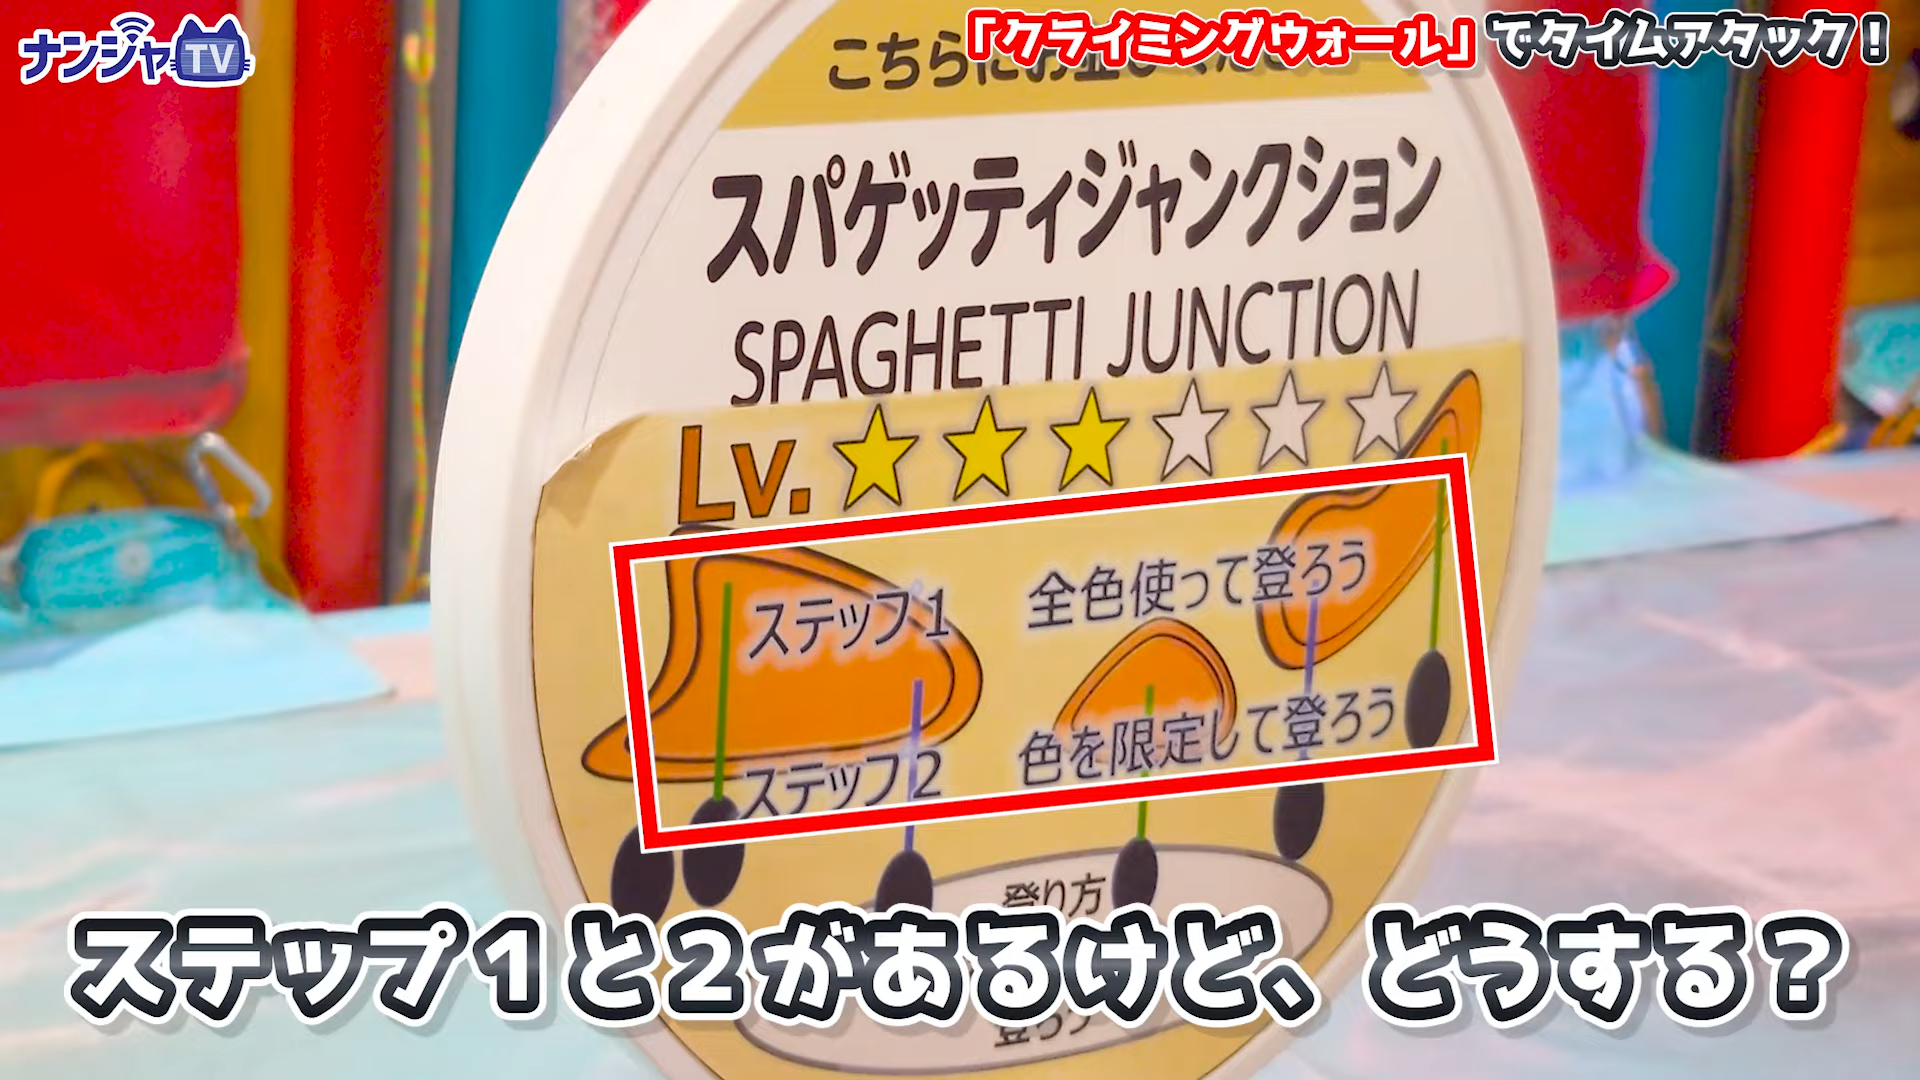 ナンジャTV
「クライミングウォール」でタイムアタック！
こちらに
スパゲッティジャンクション
SPAGHETTI JUNCTION
Lv.
ステップ1 全色使って登ろう
ステップ2 色を限定して登ろう
登り方
ステップ1と2があるけど、どうする？